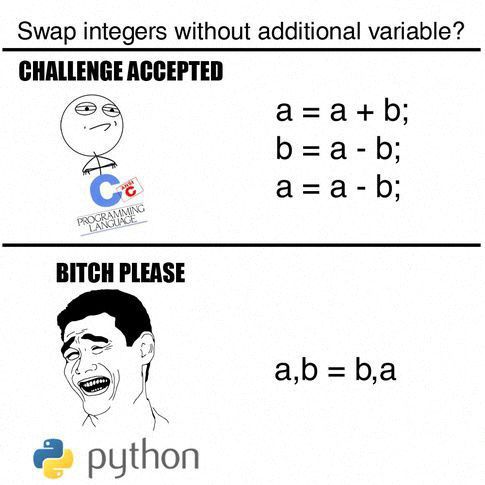 Swap integers without additional variable?
CHALLENGE ACCEPTED
a = a + b;
b = a - b;
a = a - b;
C
ANSI
C
PROGRAMMING
LANGUAGE
BITCH PLEASE
a,b = b,a
python